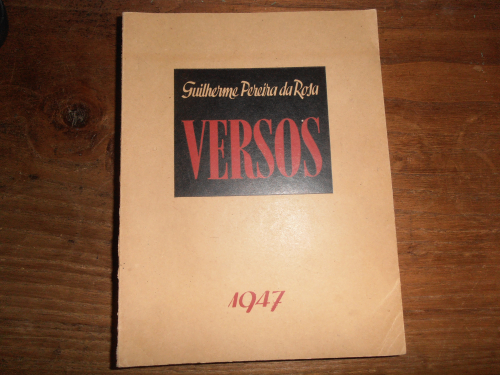 Guilherme Pereira da Rosa
VERSOS
1947